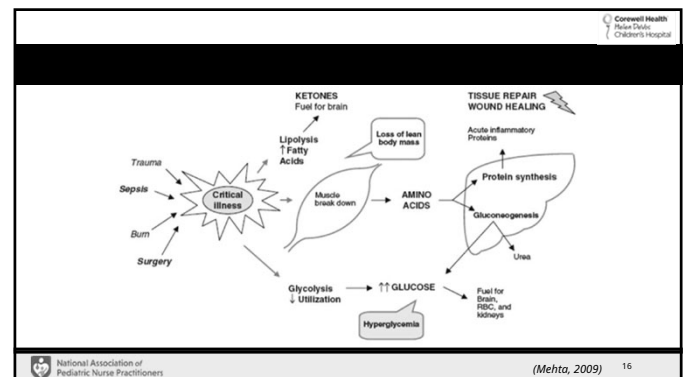 Corewell Health
Helen DeVos
Children's Hospital
KETONES
Fuel for brain
TISSUE REPAIR
WOUND HEALING
Lipolysis
↑Fatty
Acids
Loss of lean
body mass
Acute inflammatory
Proteins
Trauma
Sepsis
Burn
Surgery
Critical
illness
Muscle
break down
AMINO
ACIDS
Protein synthesis
Gluconeogenesis
Urea
Glycolysis
↓ Utilization
↑↑ GLUCOSE
Fuel for
Brain,
RBC, and
kidneys
Hyperglycemia
National Association of
Pediatric Nurse Practitioners
(Mehta, 2009)
16